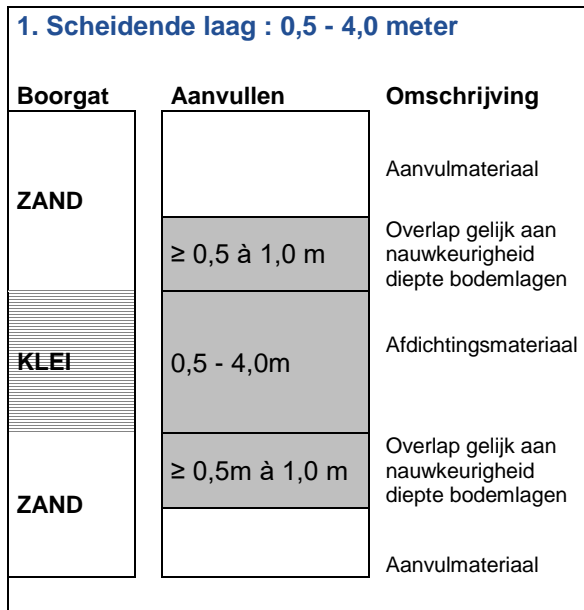 1. Scheidende laag : 0,5 - 4,0 meter
Boorgat Aanvullen Omschrijving
Aanvulmateriaal
ZAND
≥ 0,5 à 1,0 m
Overlap gelijk aan
nauwkeurigheid
diepte bodemlagen
KLEI
0,5 - 4,0m
Afdichtingsmateriaal
≥ 0,5m à 1,0 m
Overlap gelijk aan
nauwkeurigheid
diepte bodemlagen
ZAND
Aanvulmateriaal